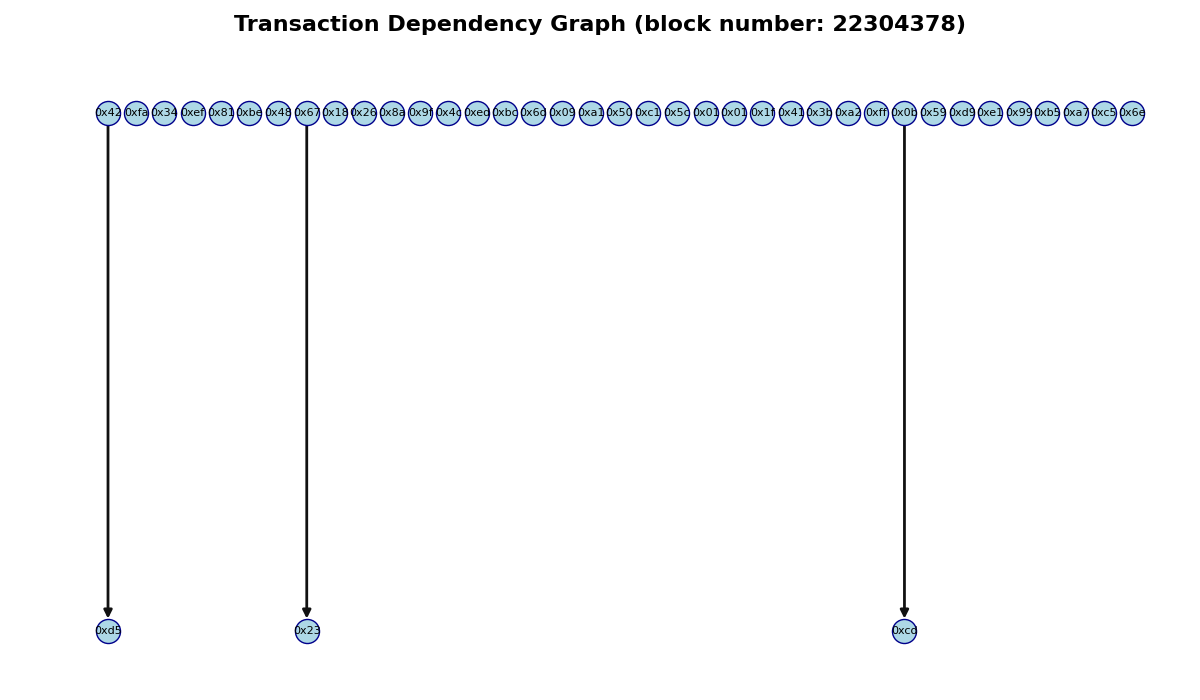 Transaction Dependency Graph (block number: 22304378)
0x42 0xfa 0x34 0xef 0x81 0xbe 0x48 0x67 0x18 0x26 0x8a 0x9f 0x4c 0xed 0xbc 0x6d 0x09 0xa1 0x50 0xc1 0x5c 0x01 0x01 0x1f 0x41 0x3b 0xa2 0xff 0x0b 0x59 0xd9 0xe1 0x99 0xb5 0xa7 0xc5 0x6e
0xd5 0x23 0xcd